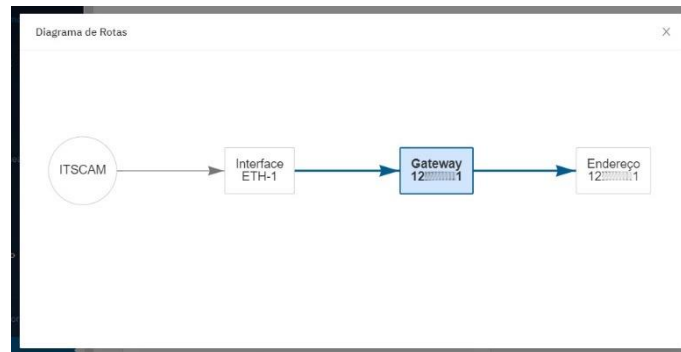 Diagrama de Rotas
X
ITSCAM
Interface
ETH-1
Gateway
Endereço